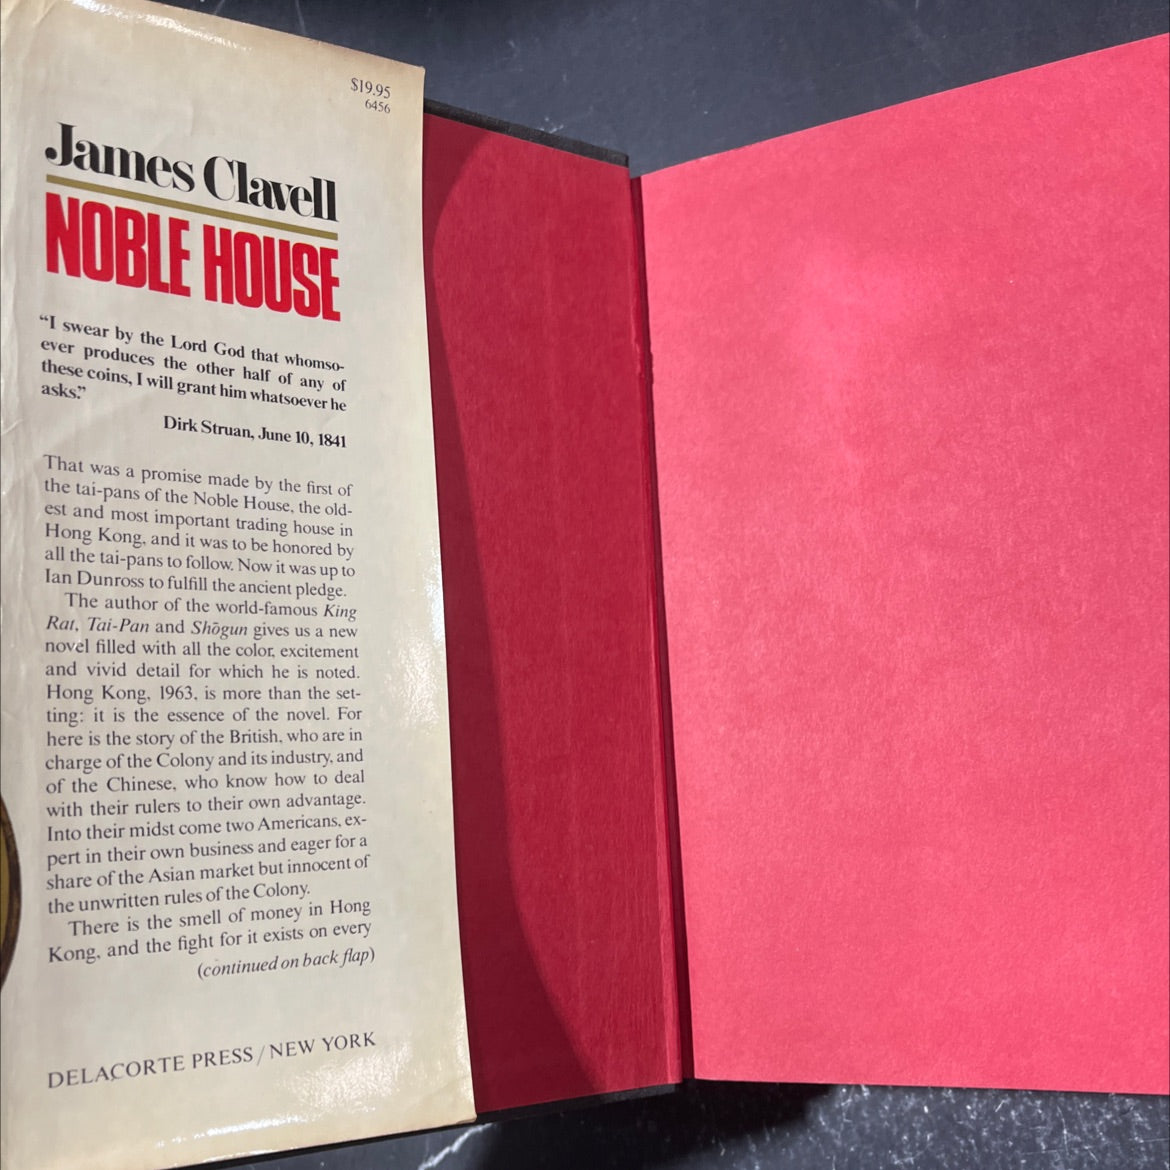 $19.95
6456
James Clavell
NOBLE HOUSE
“I swear by the Lord God that whomso-
ever produces the other half of any of
these coins, I will grant him whatsoever he
asks.”
Dirk Struan, June 10, 1841
That was a promise made by the first of
the tai-pans of the Noble House, the old-
est and most important trading house in
Hong Kong, and it was to be honored by
all the tai-pans to follow. Now it was up to
Ian Dunross to fulfill the ancient pledge.
The author of the world-famous King
Rat, Tai-Pan and Shōgun gives us a new
novel filled with all the color, excitement
and vivid detail for which he is noted.
Hong Kong, 1963, is more than the set-
ting: it is the essence of the novel. For
here is the story of the British, who are in
charge of the Colony and its industry, and
of the Chinese, who know how to deal
with their rulers to their own advantage.
Into their midst come two Americans, ex-
pert in their own business and eager for a
share of the Asian market but innocent of
the unwritten rules of the Colony.
There is the smell of money in Hong
Kong, and the fight for it exists on every
(continued on back flap)
DELACORTE PRESS / NEW YORK